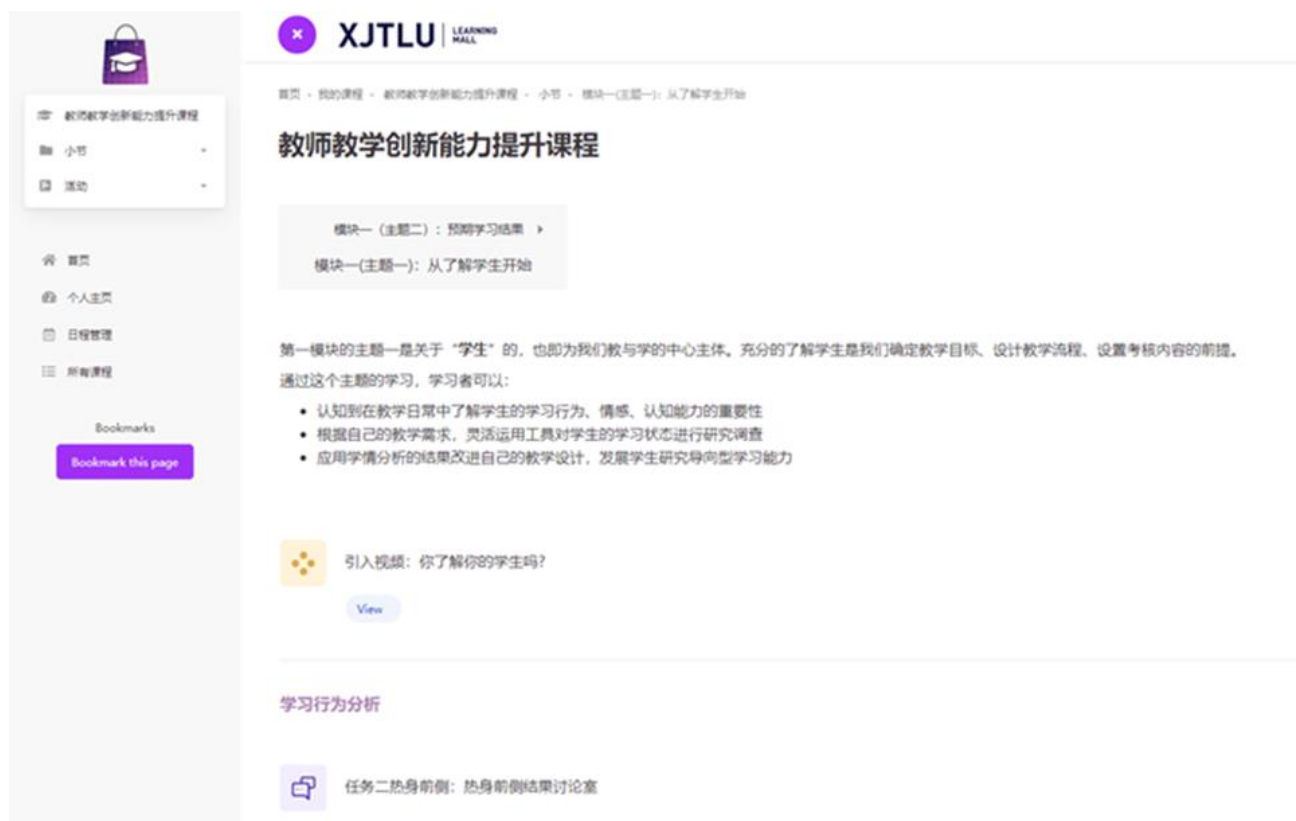 XJTLU LEARNING MALL
教师教学创新能力提升课程
小节
活动
首页
个人主页
日程管理
所有课程
Bookmarks
Bookmark this page
首页 - 我的课程 - 教师教学创新能力提升课程 - 小节 - 模块一(主题一)：从了解学生开始
教师教学创新能力提升课程
模块一（主题二）：预期学习结果
模块一(主题一)：从了解学生开始
第一模块的主题一是关于“学生”的，也即为我们教与学的中心主体。充分的了解学生是我们确定教学目标、设计教学流程、设置考核内容的前提。
通过这个主题的学习，学习者可以：
• 认知到在教学日常中了解学生的学习行为、情感、认知能力的重要性
• 根据自己的教学需求，灵活运用工具对学生的学习状态进行研究调查
• 应用学情分析的结果改进自己的教学设计，发展学生研究导向型学习能力
引入视频：你了解你的学生吗？
View
学习行为分析
任务二热身前侧：热身前侧结果讨论室